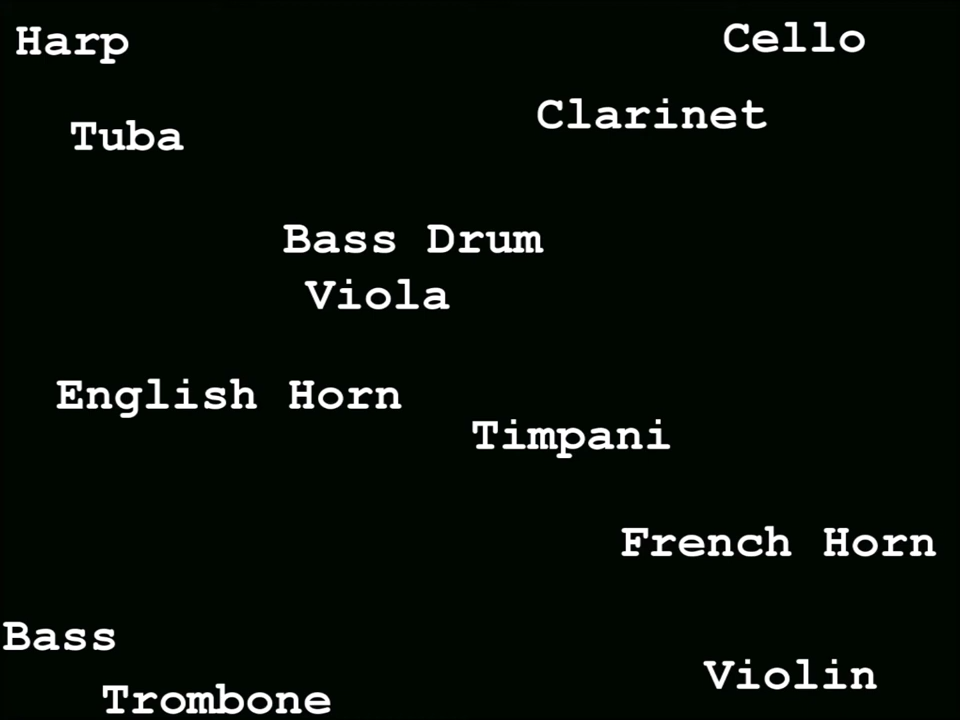 Harp
Cello
Clarinet
Tuba
Bass Drum
Viola
English Horn
Timpani
French Horn
Bass
Violin
Trombone